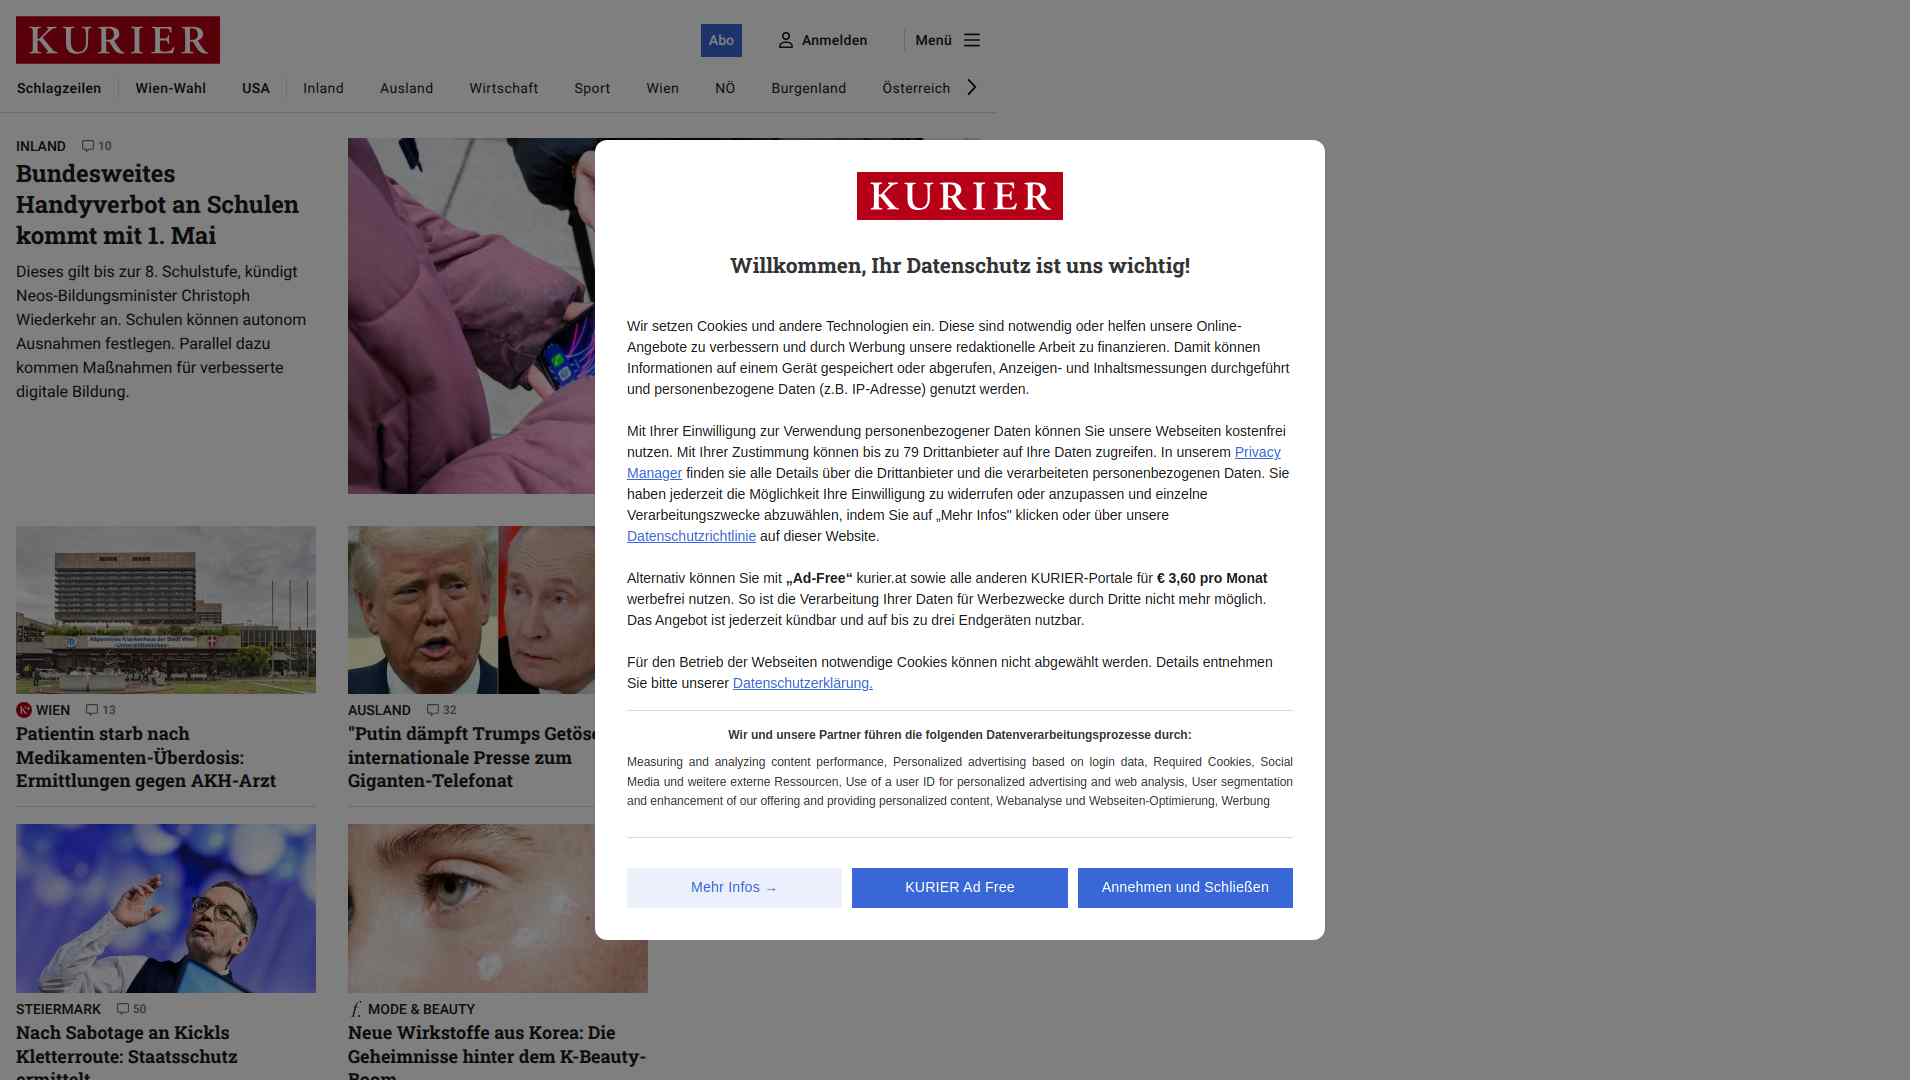 KURIER
Abo
Anmelden
Menü
Schlagzeilen
Wien-Wahl
USA
Inland
Ausland
Wirtschaft
Sport
Wien
NÖ
Burgenland
Österreich
INLAND 10
Bundesweites
Handyverbot an Schulen
kommt mit 1. Mai
Dieses gilt bis zur 8. Schulstufe, kündigt
Neos-Bildungsminister Christoph
Wiederkehr an. Schulen können autonom
Ausnahmen festlegen. Parallel dazu
kommen Maßnahmen für verbesserte
digitale Bildung.
WIEN 13
Patientin starb nach
Medikamenten-Überdosis:
Ermittlungen gegen AKH-Arzt
AUSLAND 32
"Putin dämpft Trumps Getöse
internationale Presse zum
Giganten-Telefonat
STEIERMARK 50
Nach Sabotage an Kickls
Kletterroute: Staatsschutz
ermittelt
MODE & BEAUTY
Neue Wirkstoffe aus Korea: Die
Geheimnisse hinter dem K-Beauty-
Boom
KURIER
Willkommen, Ihr Datenschutz ist uns wichtig!
Wir setzen Cookies und andere Technologien ein. Diese sind notwendig oder helfen unsere Online-
Angebote zu verbessern und durch Werbung unsere redaktionelle Arbeit zu finanzieren. Damit können
Informationen auf einem Gerät gespeichert oder abgerufen, Anzeigen- und Inhaltsmessungen durchgeführt
und personenbezogene Daten (z.B. IP-Adresse) genutzt werden.
Mit Ihrer Einwilligung zur Verwendung personenbezogener Daten können Sie unsere Webseiten kostenfrei
nutzen. Mit Ihrer Zustimmung können bis zu 79 Drittanbieter auf Ihre Daten zugreifen. In unserem Privacy
Manager finden sie alle Details über die Drittanbieter und die verarbeiteten personenbezogenen Daten. Sie
haben jederzeit die Möglichkeit Ihre Einwilligung zu widerrufen oder anzupassen und einzelne
Verarbeitungszwecke abzuwählen, indem Sie auf „Mehr Infos" klicken oder über unsere
Datenschutzrichtlinie auf dieser Website.
Alternativ können Sie mit „Ad-Free“ kurier.at sowie alle anderen KURIER-Portale für € 3,60 pro Monat
werbefrei nutzen. So ist die Verarbeitung Ihrer Daten für Werbezwecke durch Dritte nicht mehr möglich.
Das Angebot ist jederzeit kündbar und auf bis zu drei Endgeräten nutzbar.
Für den Betrieb der Webseiten notwendige Cookies können nicht abgewählt werden. Details entnehmen
Sie bitte unserer Datenschutzerklärung.
Wir und unsere Partner führen die folgenden Datenverarbeitungsprozesse durch:
Measuring and analyzing content performance, Personalized advertising based on login data, Required Cookies, Social
Media und weitere externe Ressourcen, Use of a user ID for personalized advertising and web analysis, User segmentation
and enhancement of our offering and providing personalized content, Webanalyse und Webseiten-Optimierung, Werbung
Mehr Infos →
KURIER Ad Free
Annehmen und Schließen